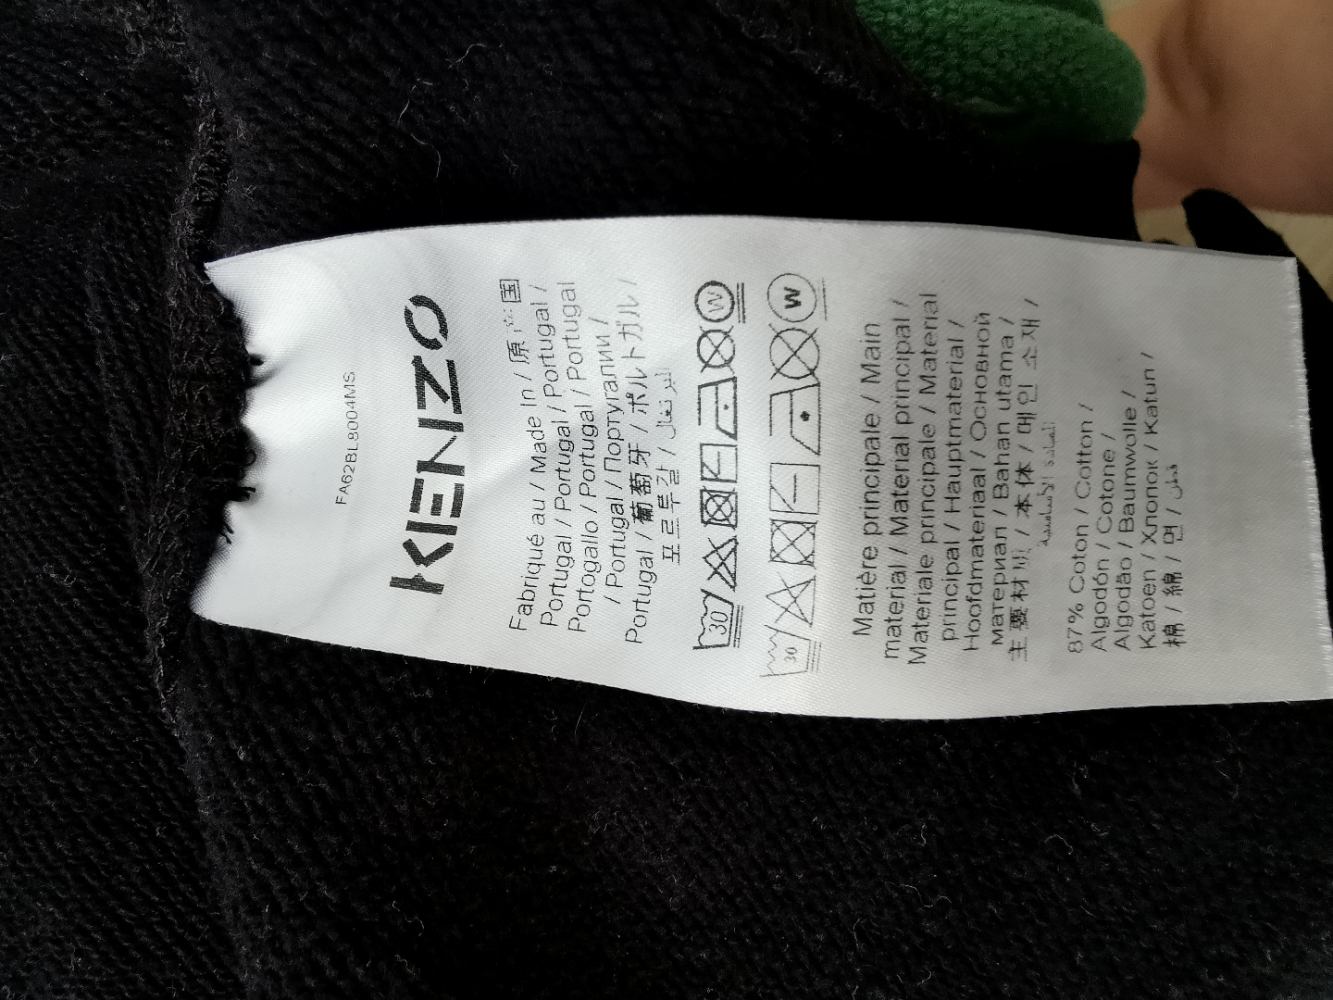 FA62BL8004MS
KENZO
Fabriqué au / Made In / 原产国
Portugal / Portugal / Portugal /
Portogallo / Portugal / Portugal
/ Portugal / Португалии /
Portugal / 葡萄牙 / ポルトガル /
포르투갈 / البرتغال
30 W
30 W
Matière principale / Main
material / Material principal /
Materiale principale / Material
principal / Hauptmaterial /
Hoofdmateriaal / Основной
материал / Bahan utama /
主要材料 / 本体 / 메인 소재 /
المادة الأساسية
87% Coton / Cotton /
Algodón / Cotone /
Algodão / Baumwolle /
Katoen / Хлопок / Katun /
棉 / 綿 / 면 / قطن